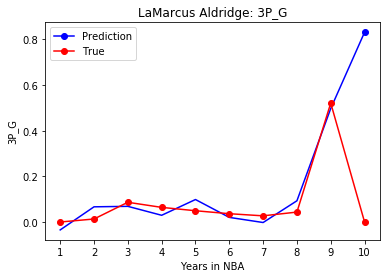 LaMarcus Aldridge: 3P_G
Prediction
True
3P_G
0.8
0.6
0.4
0.2
0.0
1 2 3 4 5 6 7 8 9 10
Years in NBA